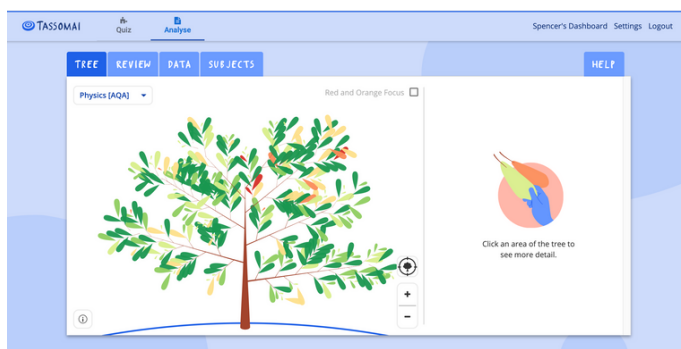 TASSOMAI
Quiz
Analyse
Spencer's Dashboard Settings Logout
TREE REVIEW DATA SUBJECTS HELP
Physics [AQA]
Red and Orange Focus
Click an area of the tree to
see more detail.
+
i
−